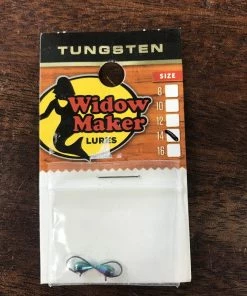 TUNGSTEN
SIZE
8
10
12
14
16
Widow
Maker
LURES